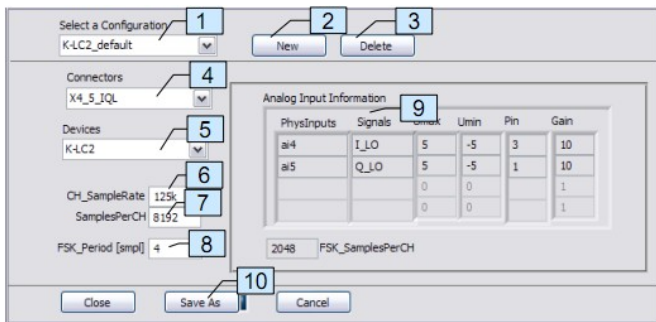 Select a Configuration 1 2 3
K-LC2_default New Delete
Connectors 4
X4_5_IQL
Devices 5
K-LC2
CH_SampleRate 125k 6
SamplesPerCH 8192 7
FSK_Period [smpl] 4 8
Analog Input Information 9
PhysInputs Signals Umin Pin Gain
ai4 I_LO 5 -5 3 10
ai5 Q_LO 5 -5 1 10
0 0 1
0 0 1
2048 FSK_SamplesPerCH
10
Close Save As Cancel